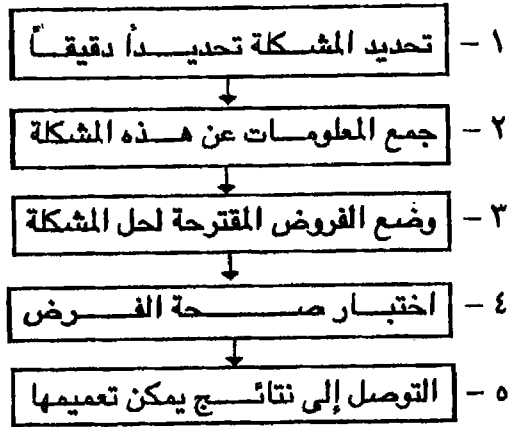 ١ - تحديد المشكلة تحديداً دقيقاً
٢ - جمع المعلومات عن هذه المشكلة
٣ - وضع الفروض المقترحة لحل المشكلة
٤ - اختبار صحة الفرض
٥ - التوصل إلى نتائج يمكن تعميمها